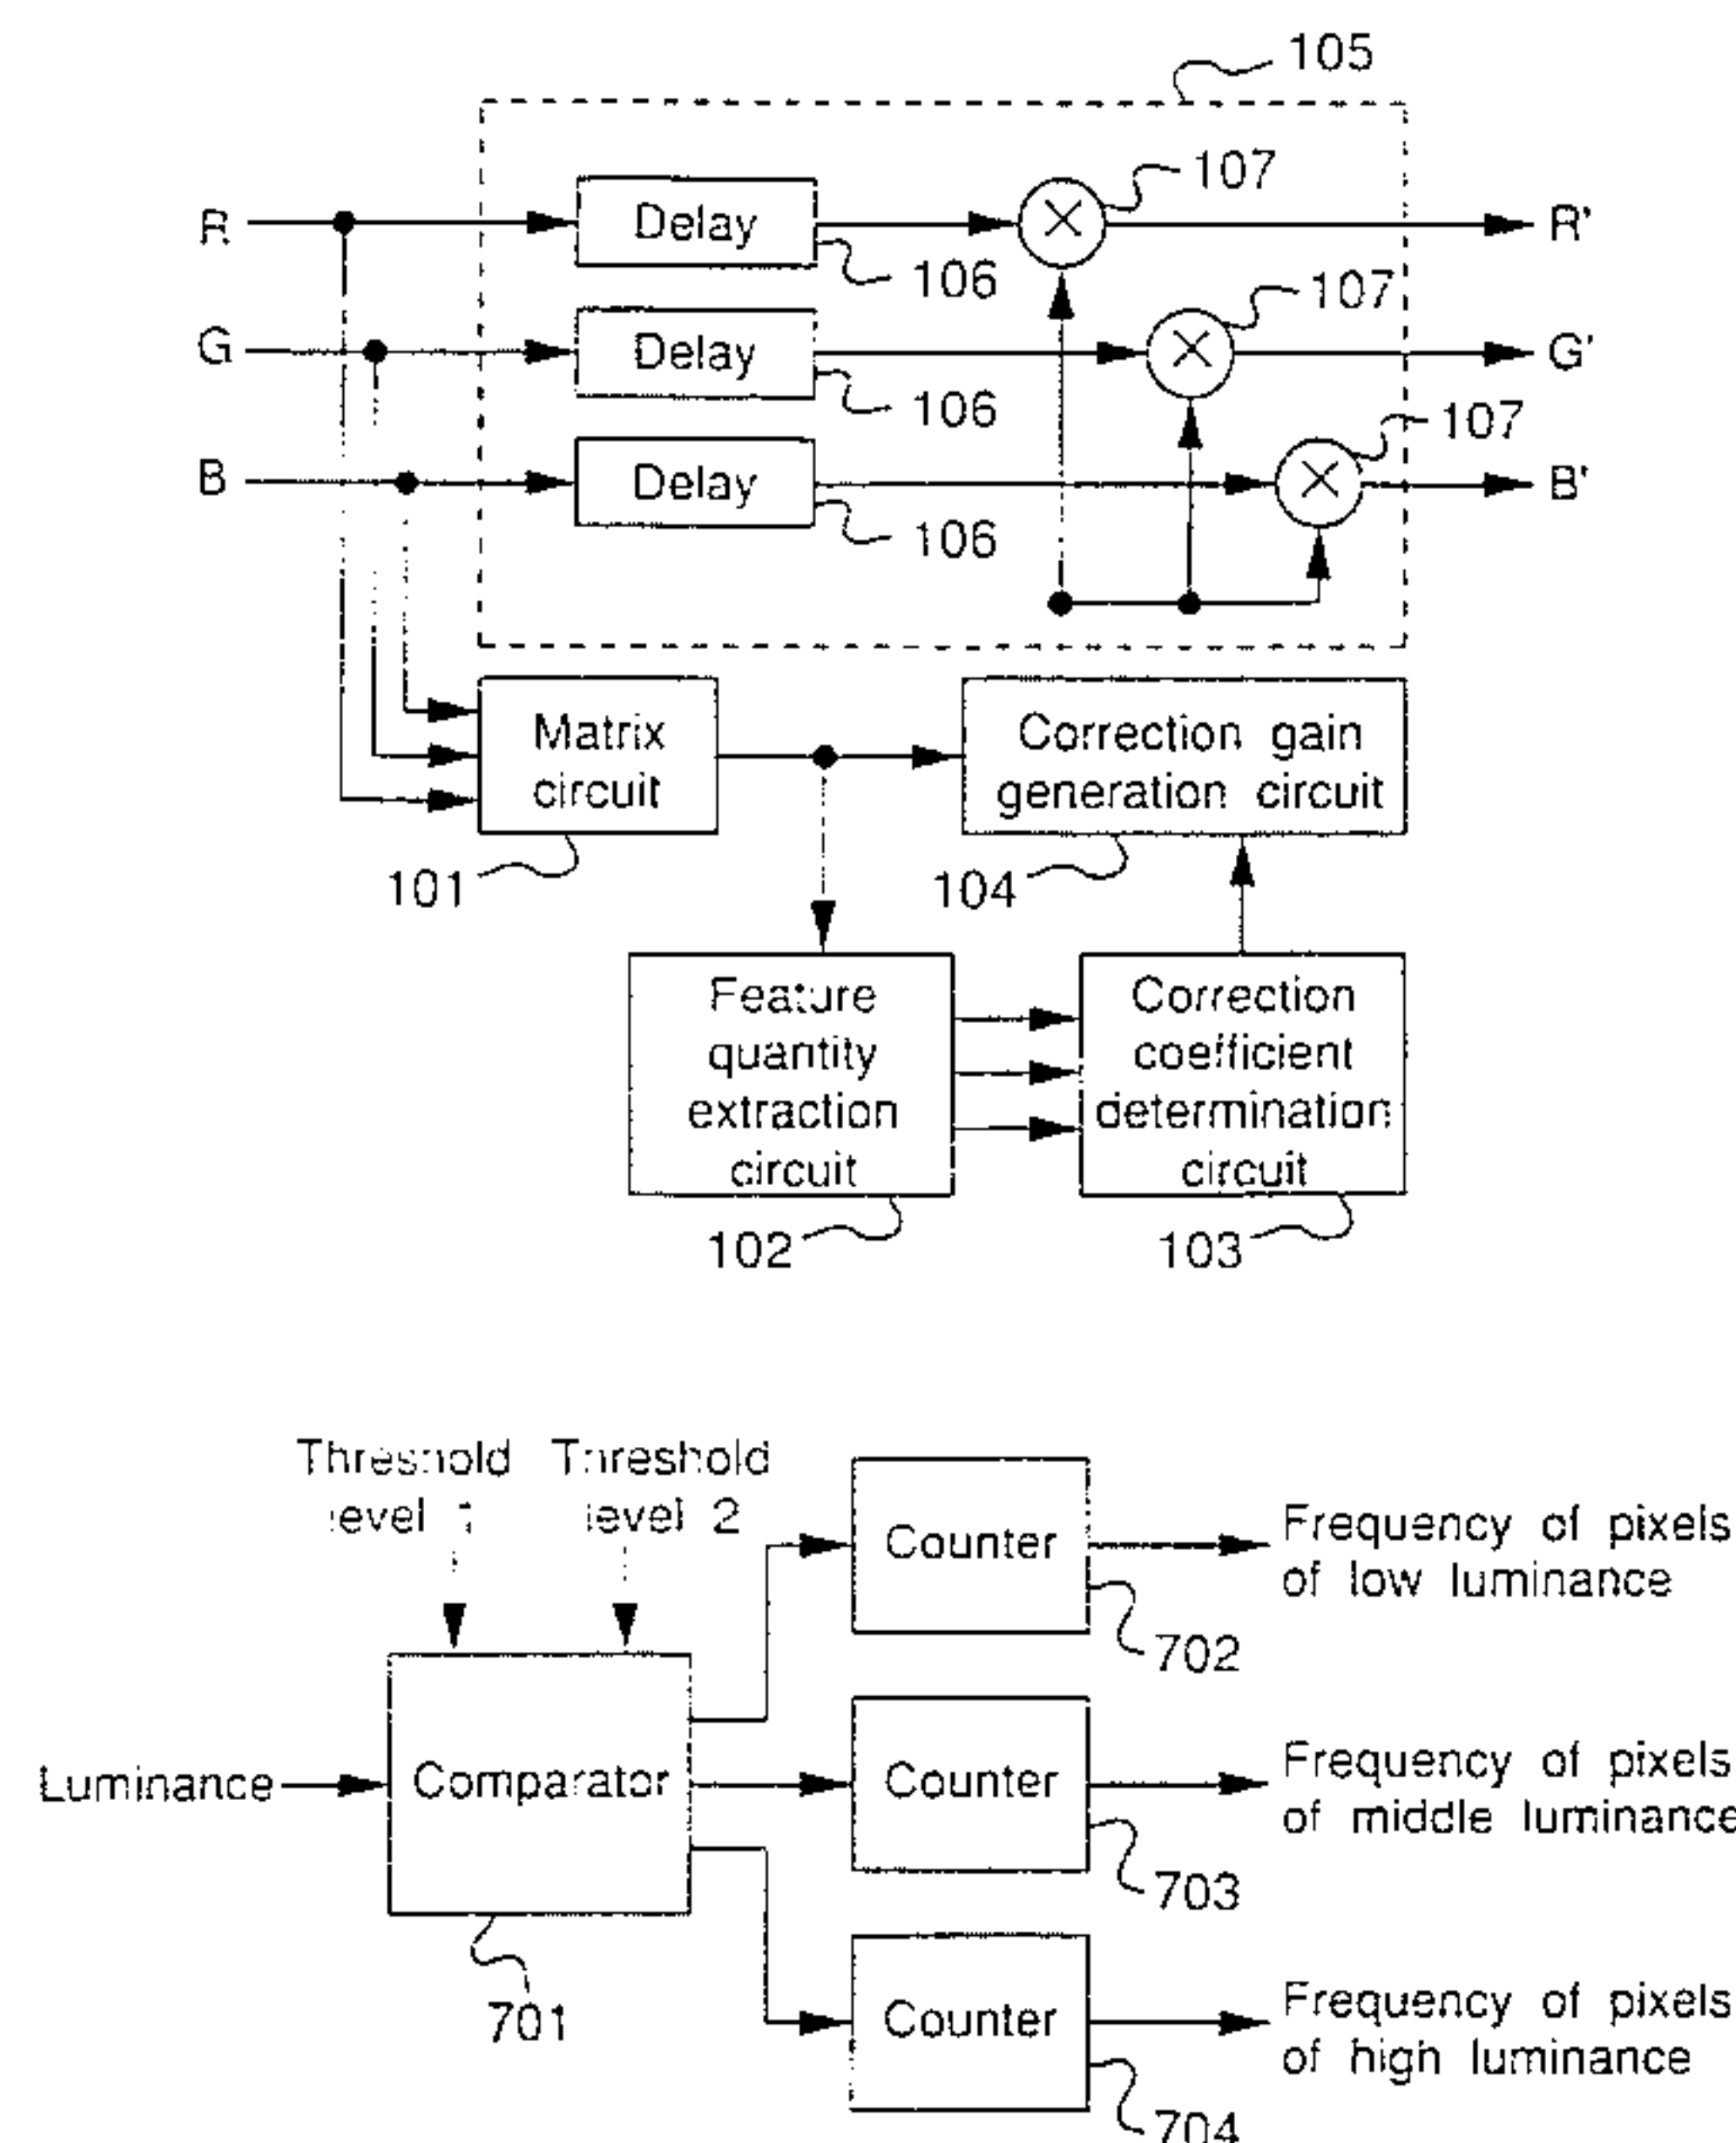 105
107
R
Delay
R'
106
107
G
Delay
G'
106
107
B
Delay
B'
106
Matrix
circuit
Correction gain
generation circuit
101
104
Feature
quantity
extraction
circuit
Correction
coefficient
determination
circuit
102
103
Threshold
level 1
Threshold
level 2
Counter
Frequency of pixels
of low luminance
702
Luminance
Comparator
Counter
Frequency of pixels
of middle luminance
703
701
Counter
Frequency of pixels
of high luminance
704